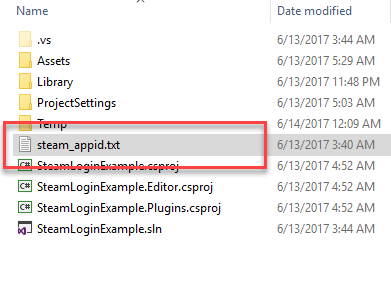 Name Date modified
.vs 6/13/2017 3:44 AM
Assets 6/13/2017 5:29 AM
Library 6/13/2017 11:48 PM
ProjectSettings 6/13/2017 5:03 AM
Temp 6/14/2017 12:09 AM
steam_appid.txt 6/13/2017 3:40 AM
C# SteamLoginExample.csproj 6/13/2017 4:52 AM
C# SteamLoginExample.Editor.csproj 6/13/2017 4:52 AM
C# SteamLoginExample.Plugins.csproj 6/13/2017 4:52 AM
SteamLoginExample.sln 6/13/2017 3:44 AM